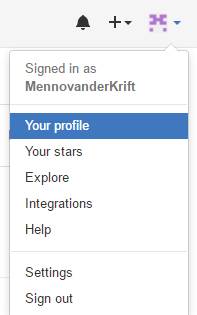 Signed in as
MennovanderKrift
Your profile
Your stars
Explore
Integrations
Help
Settings
Sign out